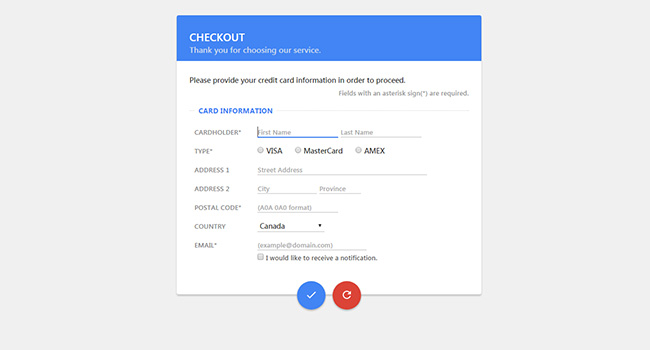 CHECKOUT
Thank you for choosing our service.
Please provide your credit card information in order to proceed.
Fields with an asterisk sign(*) are required.
CARD INFORMATION
CARDHOLDER* First Name Last Name
TYPE* VISA MasterCard AMEX
ADDRESS 1 Street Address
ADDRESS 2 City Province
POSTAL CODE* (A0A 0A0 format)
COUNTRY Canada
EMAIL* (example@domain.com)
I would like to receive a notification.